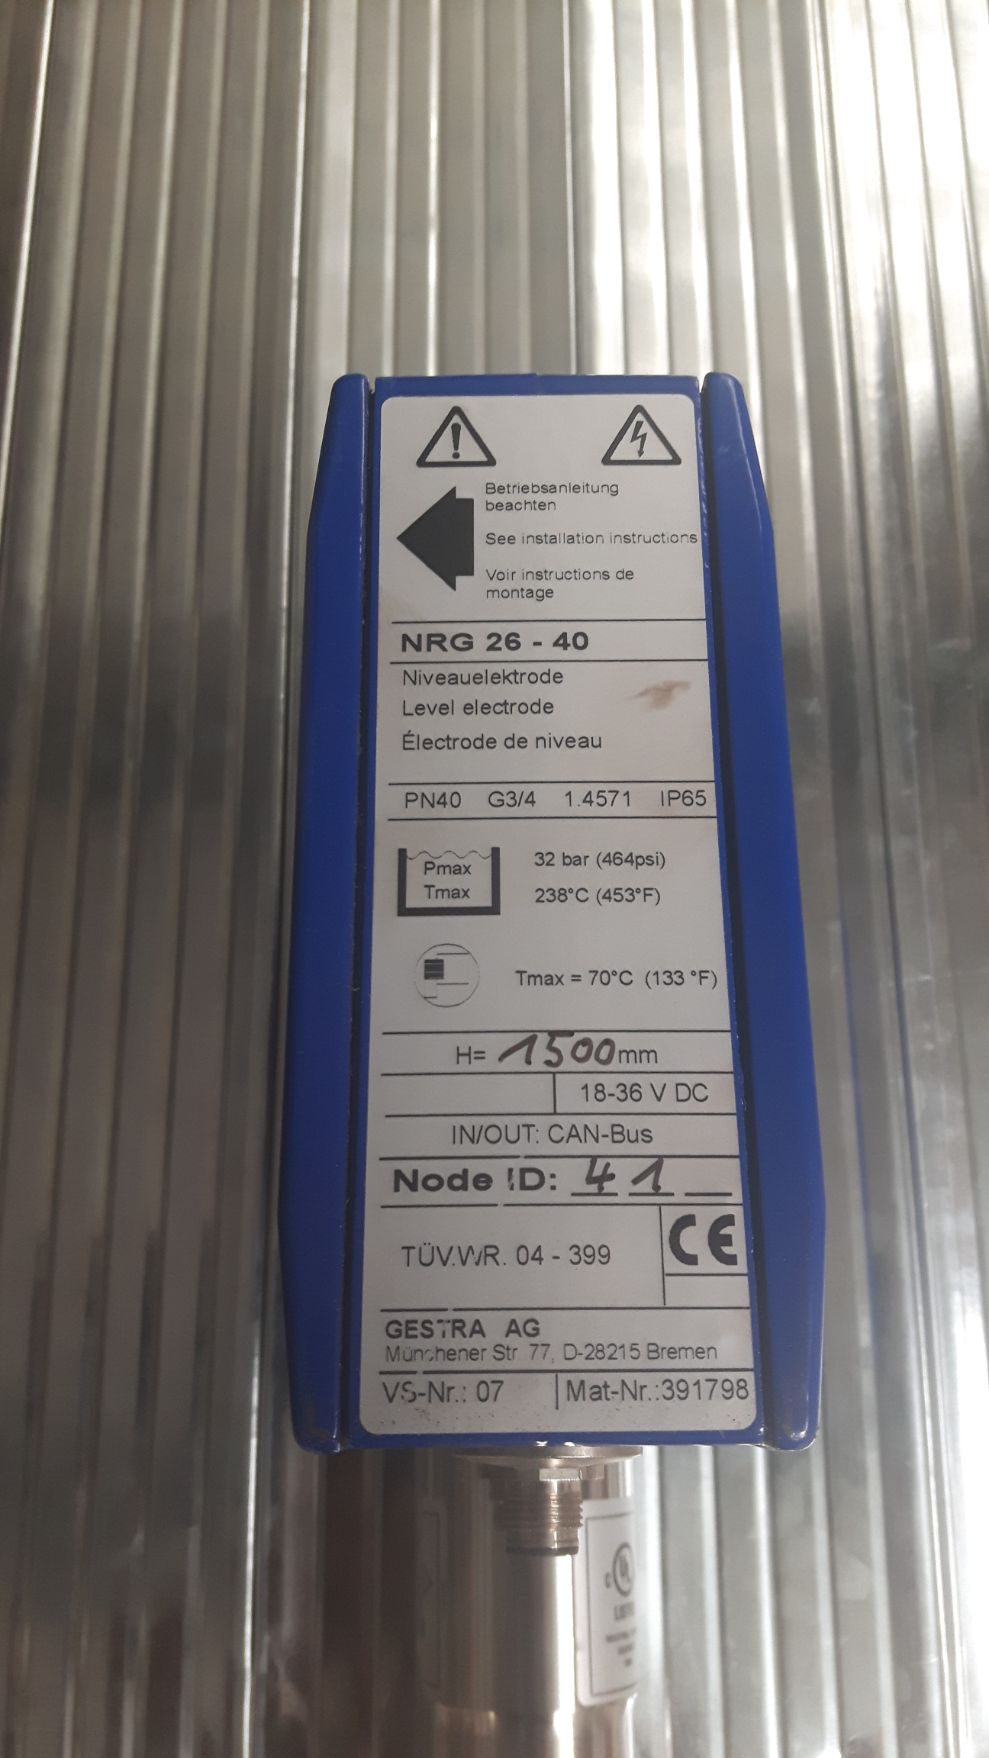 Betriebsanleitung
beachten
See installation instructions
Voir instructions de
montage
NRG 26 - 40
Niveauelektrode
Level electrode
Électrode de niveau
PN40 G3/4 1.4571 IP65
Pmax 32 bar (464psi)
Tmax 238°C (453°F)
Tmax = 70°C (133 °F)
H= 1500 mm
18-36 V DC
IN/OUT: CAN-Bus
Node ID: 41
TÜV.WR. 04 - 399
CE
GESTRA AG
Münchener Str 77, D-28215 Bremen
VS-Nr.: 07 Mat-Nr.:391798
c UL